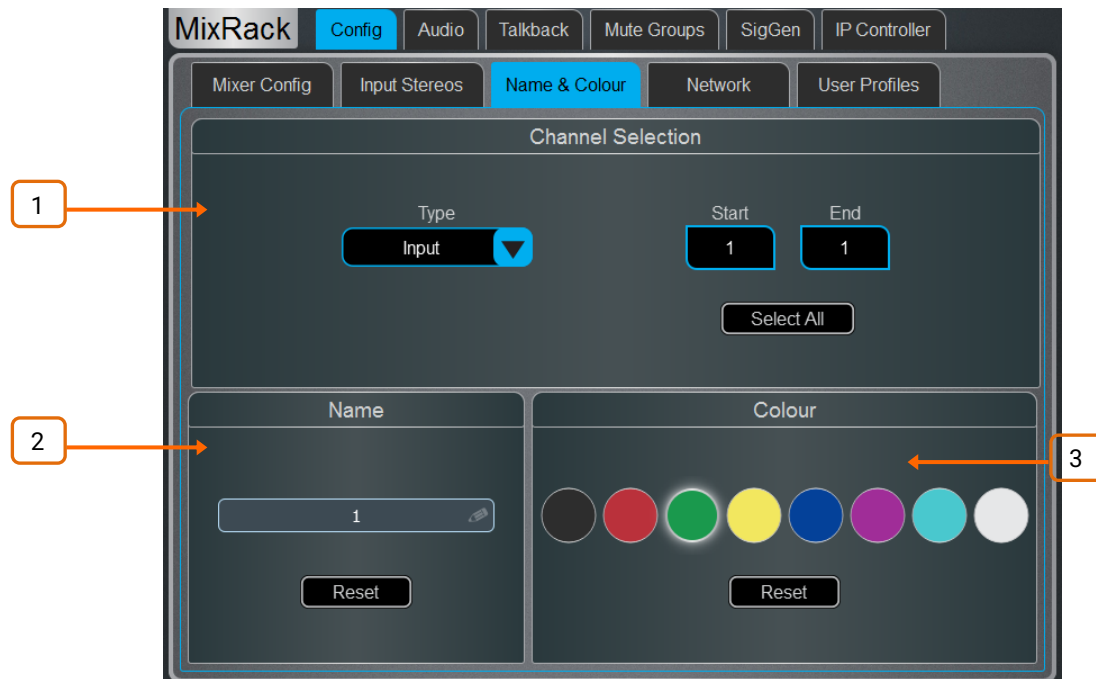 MixRack Config Audio Talkback Mute Groups SigGen IP Controller
Mixer Config Input Stereos Name & Colour Network User Profiles
Channel Selection
1
Type Start End
Input 1 1
Select All
Name Colour
2
3
1
Reset Reset